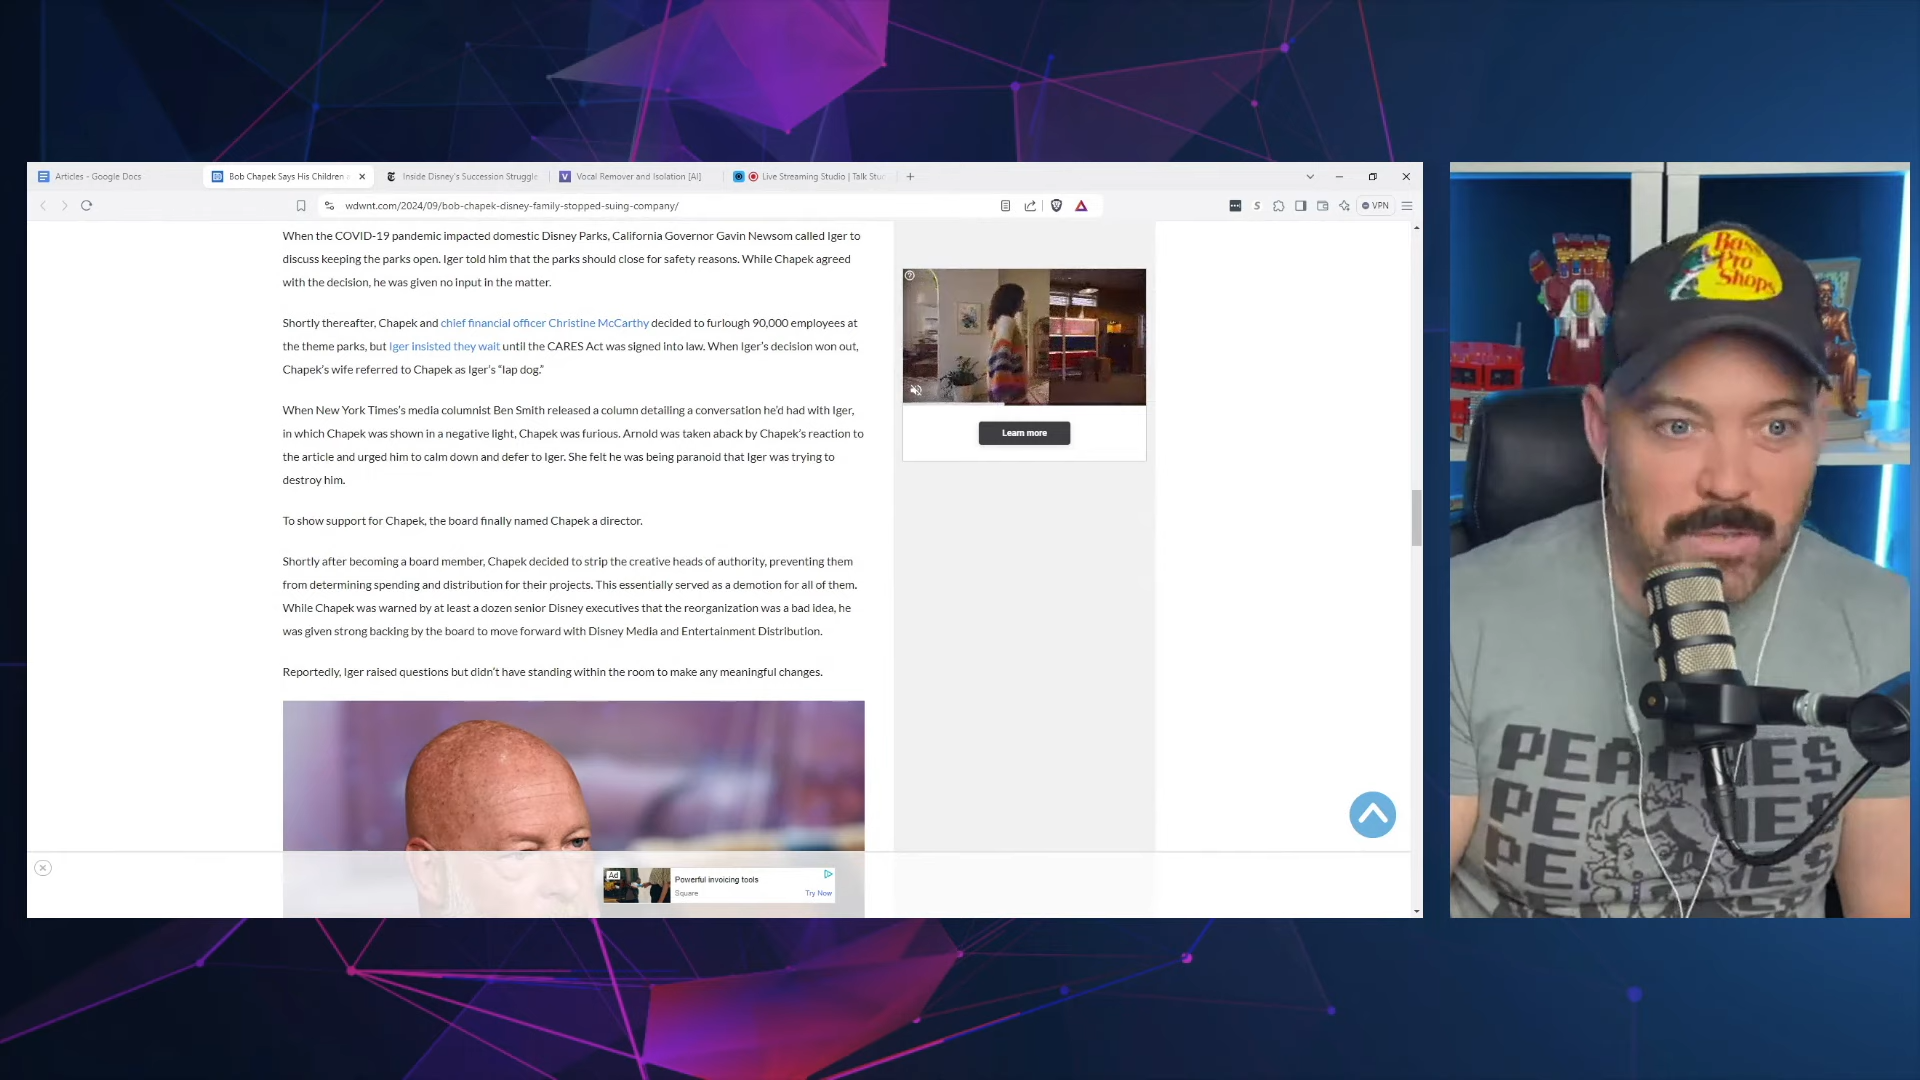 Articles - Google Docs
Bob Chapek Says His Children
Inside Disney's Succession Struggle
Vocal Remover and Isolation [AI]
Live Streaming Studio | Talk Stu
wdwnt.com/2024/09/bob-chapek-disney-family-stopped-suing-company/
VPN
When the COVID-19 pandemic impacted domestic Disney Parks, California Governor Gavin Newsom called Iger to
discuss keeping the parks open. Iger told him that the parks should close for safety reasons. While Chapek agreed
with the decision, he was given no input in the matter.
Shortly thereafter, Chapek and chief financial officer Christine McCarthy decided to furlough 90,000 employees at
the theme parks, but Iger insisted they wait until the CARES Act was signed into law. When Iger's decision won out,
Chapek's wife referred to Chapek as Iger's “lap dog.”
When New York Times's media columnist Ben Smith released a column detailing a conversation he'd had with Iger,
in which Chapek was shown in a negative light, Chapek was furious. Arnold was taken aback by Chapek's reaction to
the article and urged him to calm down and defer to Iger. She felt he was being paranoid that Iger was trying to
destroy him.
To show support for Chapek, the board finally named Chapek a director.
Shortly after becoming a board member, Chapek decided to strip the creative heads of authority, preventing them
from determining spending and distribution for their projects. This essentially served as a demotion for all of them.
While Chapek was warned by at least a dozen senior Disney executives that the reorganization was a bad idea, he
was given strong backing by the board to move forward with Disney Media and Entertainment Distribution.
Reportedly, Iger raised questions but didn't have standing within the room to make any meaningful changes.
Learn more
Ad
Powerful invoicing tools
Square
Try Now
Bass
Pro
Shops
PEACHES